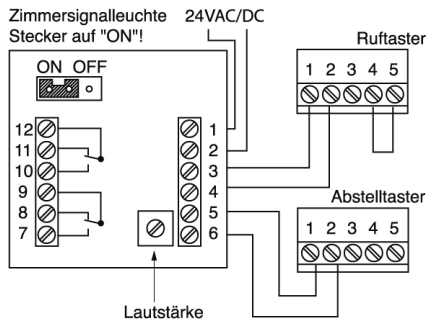 Zimmersignalleuchte 24VAC/DC
Stecker auf "ON"!
Ruftaster
ON OFF
1 2 3 4 5
12 1
11 2
10 3
9 4
8 5
7 6
Abstelltaster
1 2 3 4 5
Lautstärke